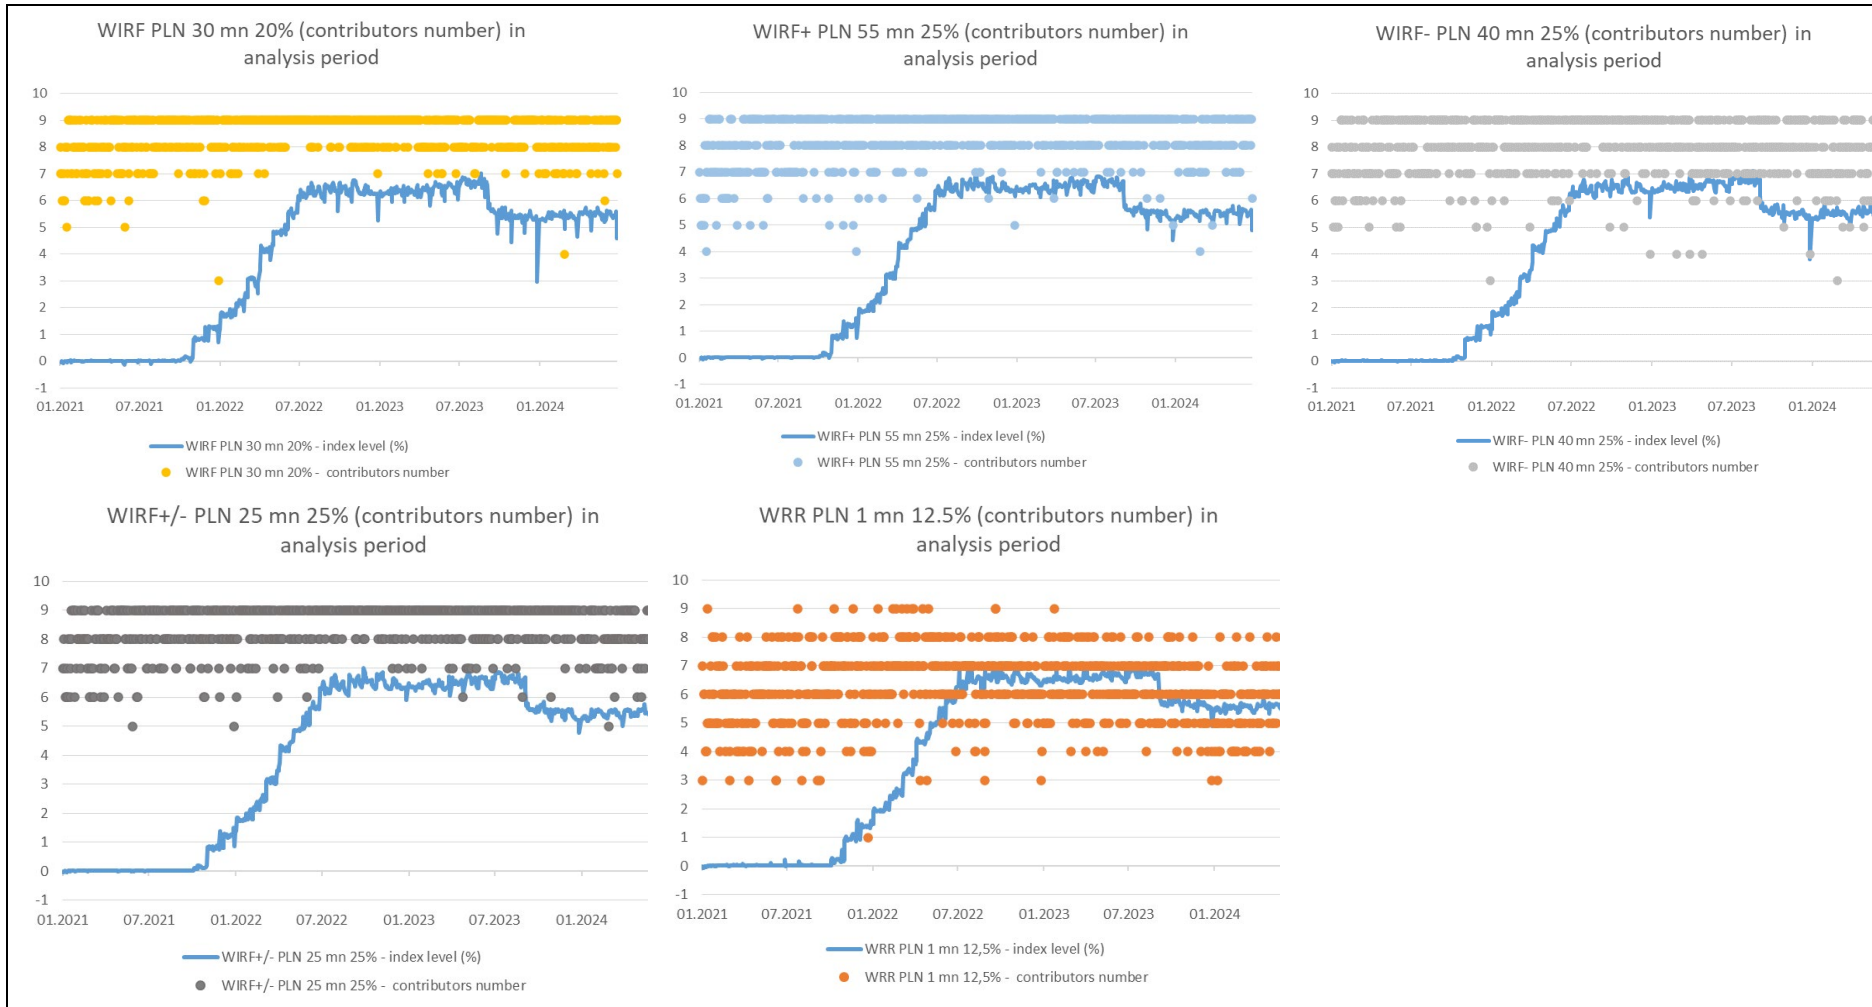 WIRF PLN 30 mn 20% (contributors number) in
analysis period
10
9
8
7
6
5
4
3
2
1
0
-1
01.2021 07.2021 01.2022 07.2022 01.2023 07.2023 01.2024
WIRF PLN 30 mn 20% - index level (%)
WIRF PLN 30 mn 20% - contributors number
WIRF+ PLN 55 mn 25% (contributors number) in
analysis period
10
9
8
7
6
5
4
3
2
1
0
-1
01.2021 07.2021 01.2022 07.2022 01.2023 07.2023 01.2024
WIRF+ PLN 55 mn 25% - index level (%)
WIRF+ PLN 55 mn 25% - contributors number
WIRF- PLN 40 mn 25% (contributors number) in
analysis period
10
9
8
7
6
5
4
3
2
1
0
-1
01.2021 07.2021 01.2022 07.2022 01.2023 07.2023 01.2024
WIRF- PLN 40 mn 25% - index level (%)
WIRF- PLN 40 mn 25% - contributors number
WIRF+/- PLN 25 mn 25% (contributors number) in
analysis period
10
9
8
7
6
5
4
3
2
1
0
-1
01.2021 07.2021 01.2022 07.2022 01.2023 07.2023 01.2024
WIRF+/- PLN 25 mn 25% - index level (%)
WIRF+/- PLN 25 mn 25% - contributors number
WRR PLN 1 mn 12.5% (contributors number) in
analysis period
10
9
8
7
6
5
4
3
2
1
0
-1
01.2021 07.2021 01.2022 07.2022 01.2023 07.2023 01.2024
WRR PLN 1 mn 12,5% - index level (%)
WRR PLN 1 mn 12,5% - contributors number